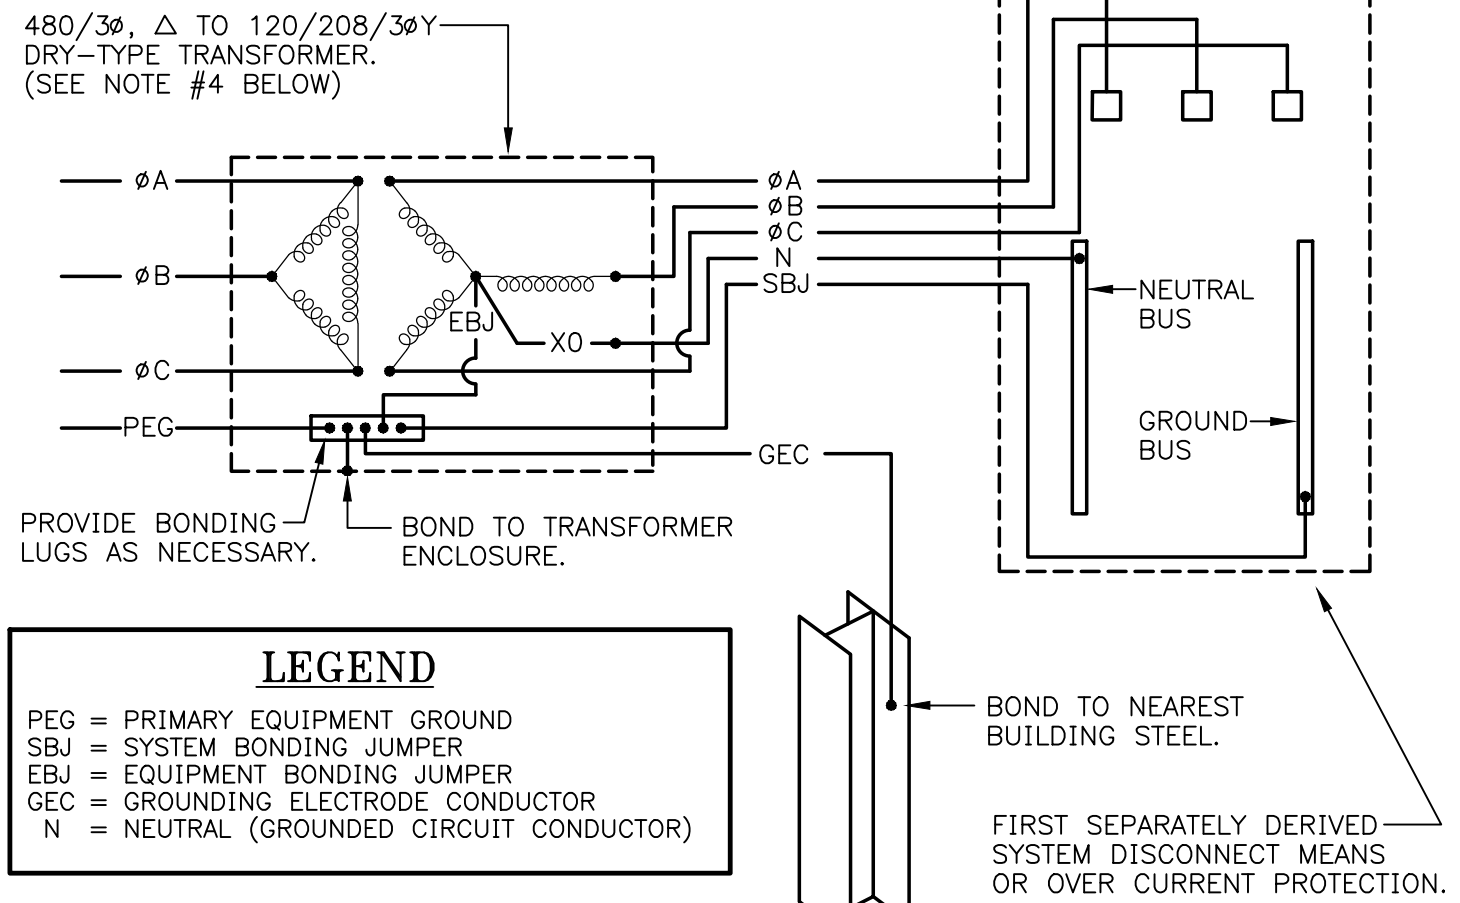 480/3ø, △ TO 120/208/3øY
DRY-TYPE TRANSFORMER.
(SEE NOTE #4 BELOW)
øA
øB
øC
PEG
EBJ
X0
øA
øB
øC
N
SBJ
GEC
NEUTRAL
BUS
GROUND
BUS
PROVIDE BONDING
LUGS AS NECESSARY.
BOND TO TRANSFORMER
ENCLOSURE.
LEGEND
PEG = PRIMARY EQUIPMENT GROUND
SBJ = SYSTEM BONDING JUMPER
EBJ = EQUIPMENT BONDING JUMPER
GEC = GROUNDING ELECTRODE CONDUCTOR
N = NEUTRAL (GROUNDED CIRCUIT CONDUCTOR)
BOND TO NEAREST
BUILDING STEEL.
FIRST SEPARATELY DERIVED
SYSTEM DISCONNECT MEANS
OR OVER CURRENT PROTECTION.